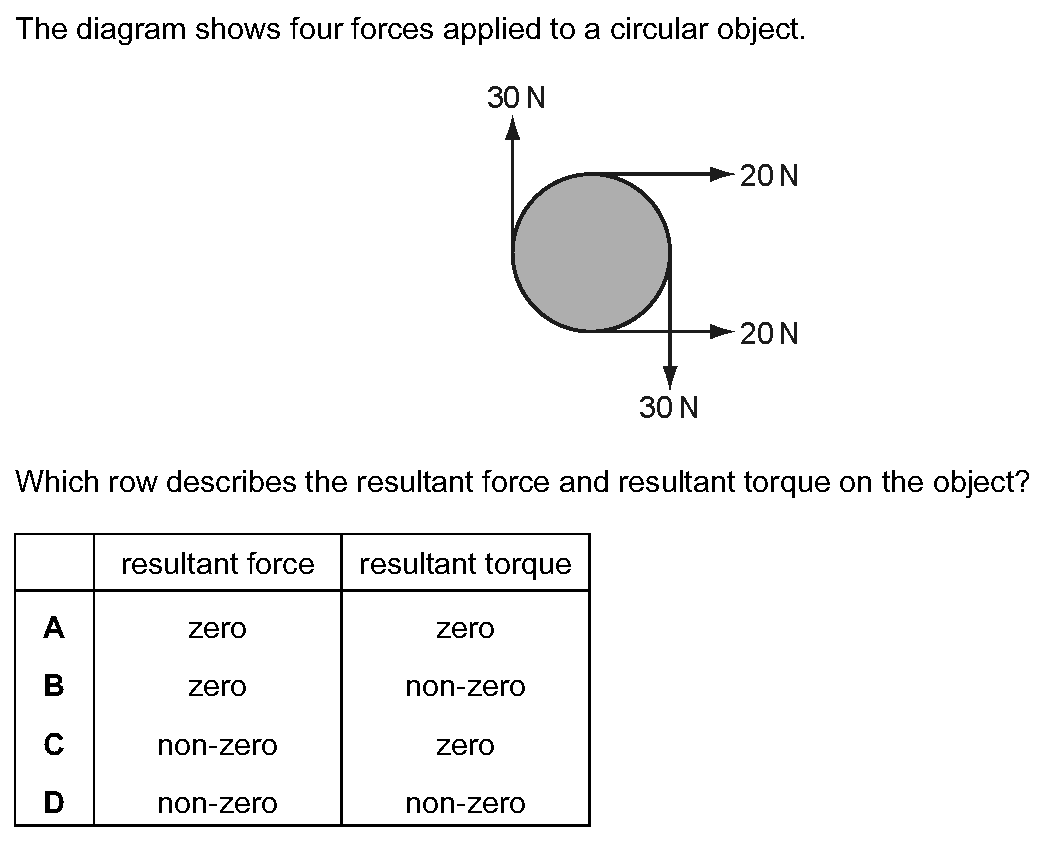 The diagram shows four forces applied to a circular object.
30 N
20 N
20 N
30 N
Which row describes the resultant force and resultant torque on the object?
resultant force resultant torque
A zero zero
B zero non-zero
C non-zero zero
D non-zero non-zero